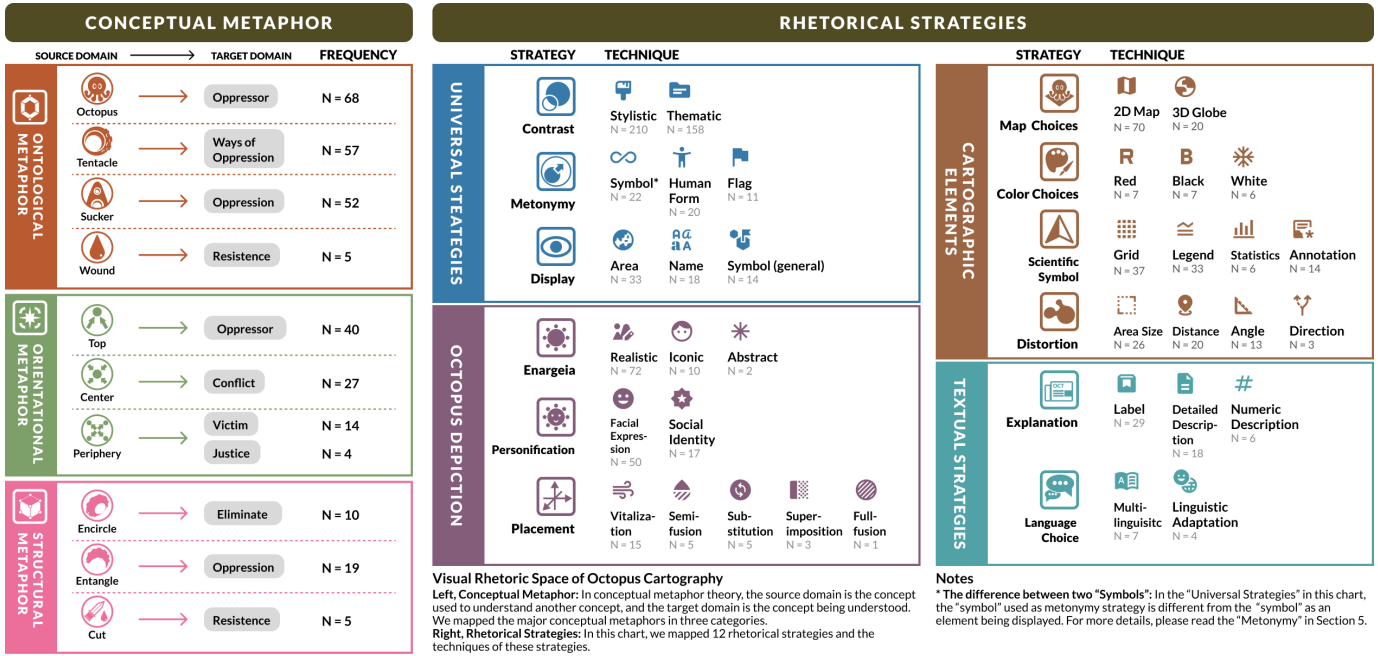 CONCEPTUAL METAPHOR
SOURCE DOMAIN
TARGET DOMAIN
FREQUENCY
ONTOLOGICAL
METAPHOR
Octopus
Oppressor
N = 68
Tentacle
Ways of
Oppression
N = 57
Sucker
Oppression
N = 52
Wound
Resistence
N = 5
ORIENTATIONAL
METAPHOR
Top
Oppressor
N = 40
Center
Conflict
N = 27
Periphery
Victim
N = 14
Justice
N = 4
STRUCTURAL
METAPHOR
Encircle
Eliminate
N = 10
Entangle
Oppression
N = 19
Cut
Resistence
N = 5
RHETORICAL STRATEGIES
STRATEGY
TECHNIQUE
UNIVERSAL STEATEGIES
Contrast
Stylistic
N = 210
Thematic
N = 158
Metonymy
Symbol*
N = 22
Human
Form
N = 20
Flag
N = 11
Display
Area
N = 33
Name
N = 18
Symbol (general)
N = 14
OCTOPUS DEPICTION
Enargeia
Realistic
N = 72
Iconic
N = 10
Abstract
N = 2
Personification
Facial
Expres-
sion
N = 50
Social
Identity
N = 17
Placement
Vitaliza-
tion
N = 15
Semi-
fusion
N = 5
Sub-
stitution
N = 5
Super-
imposition
N = 3
Full-
fusion
N = 1
STRATEGY
TECHNIQUE
CARTOGRAPHIC
ELEMENTS
Map Choices
2D Map
N = 70
3D Globe
N = 20
Color Choices
R
Red
N = 7
B
Black
N = 7
White
N = 6
Scientific
Symbol
Grid
N = 37
Legend
N = 33
Statistics
N = 6
Annotation
N = 14
Distortion
Area Size
N = 26
Distance
N = 20
Angle
N = 13
Direction
N = 3
TEXTUAL STRATEGIES
OCT
Explanation
Label
N = 29
Detailed
Descrip-
tion
N = 18
Numeric
Description
N = 6
Language
Choice
Multi-
linguisitc
N = 7
Linguistic
Adaptation
N = 4
Visual Rhetoric Space of Octopus Cartography
Left, Conceptual Metaphor: In conceptual metaphor theory, the source domain is the concept
used to understand another concept, and the target domain is the concept being understood.
We mapped the major conceptual metaphors in three categories.
Right, Rhetorical Strategies: In this chart, we mapped 12 rhetorical strategies and the
techniques of these strategies.
Notes
* The difference between two “Symbols”: In the “Universal Strategies” in this chart,
the “symbol” used as metonymy strategy is different from the “symbol” as an
element being displayed. For more details, please read the “Metonymy” in Section 5.